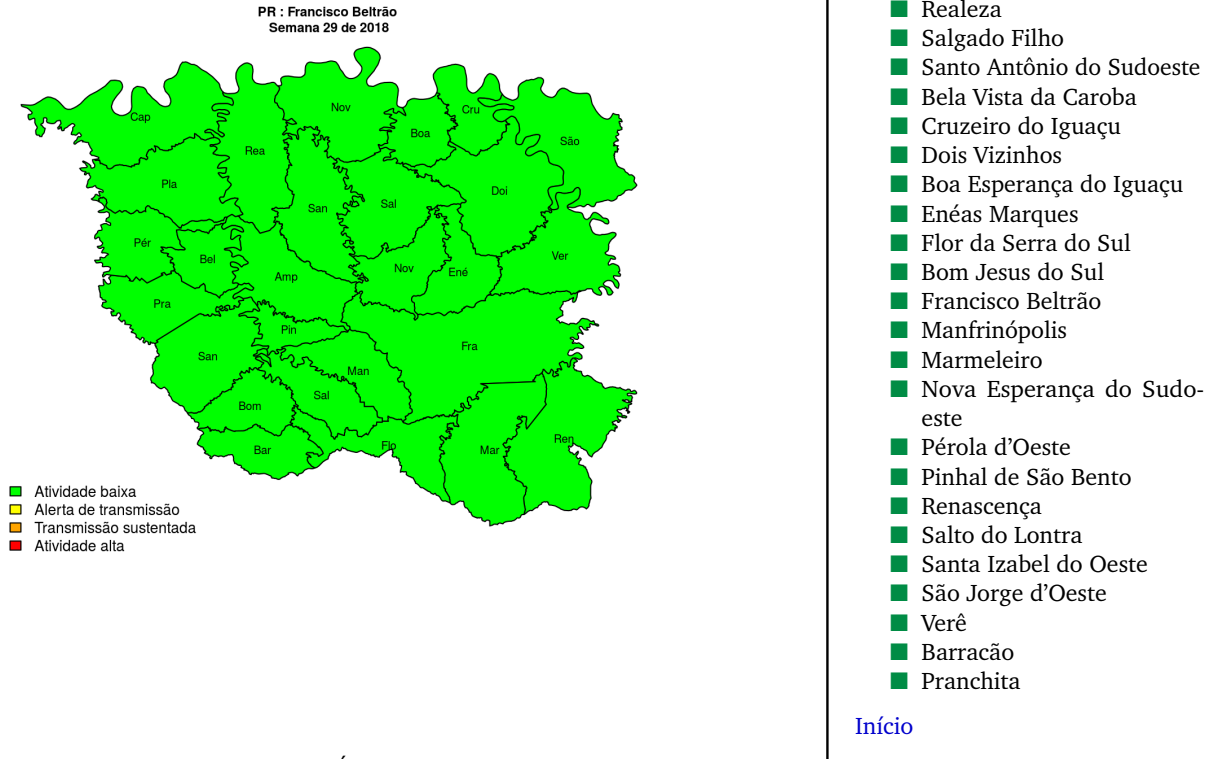 PR : Francisco Beltrão
Semana 29 de 2018
Cap
Nov
Cru
Boa
São
Rea
Pla
Doi
Sal
San
Pér
Bel
Nov
Ené
Ver
Amp
Pra
Pin
Fra
San
Man
Sal
Bom
Bar
Flo
Mar
Ren
Atividade baixa
Alerta de transmissão
Transmissão sustentada
Atividade alta
Realeza
Salgado Filho
Santo Antônio do Sudoeste
Bela Vista da Caroba
Cruzeiro do Iguaçu
Dois Vizinhos
Boa Esperança do Iguaçu
Enéas Marques
Flor da Serra do Sul
Bom Jesus do Sul
Francisco Beltrão
Manfrinópolis
Marmeleiro
Nova Esperança do Sudo-
este
Pérola d'Oeste
Pinhal de São Bento
Renascença
Salto do Lontra
Santa Izabel do Oeste
São Jorge d'Oeste
Verê
Barracão
Pranchita
Início